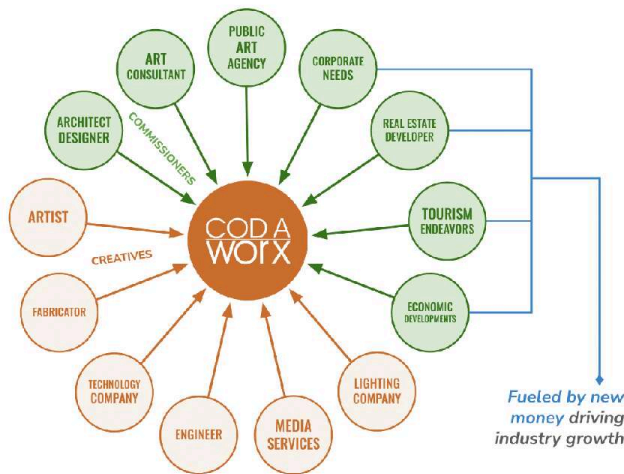 PUBLIC
ART
AGENCY
ART
CONSULTANT
CORPORATE
NEEDS
ARCHITECT
DESIGNER
COMMISSIONERS
REAL ESTATE
DEVELOPER
ARTIST
CODA
worx
TOURISM
ENDEAVORS
CREATIVES
FABRICATOR
ECONOMIC
DEVELOPMENTS
TECHNOLOGY
COMPANY
LIGHTING
COMPANY
ENGINEER
MEDIA
SERVICES
Fueled by new
money driving
industry growth